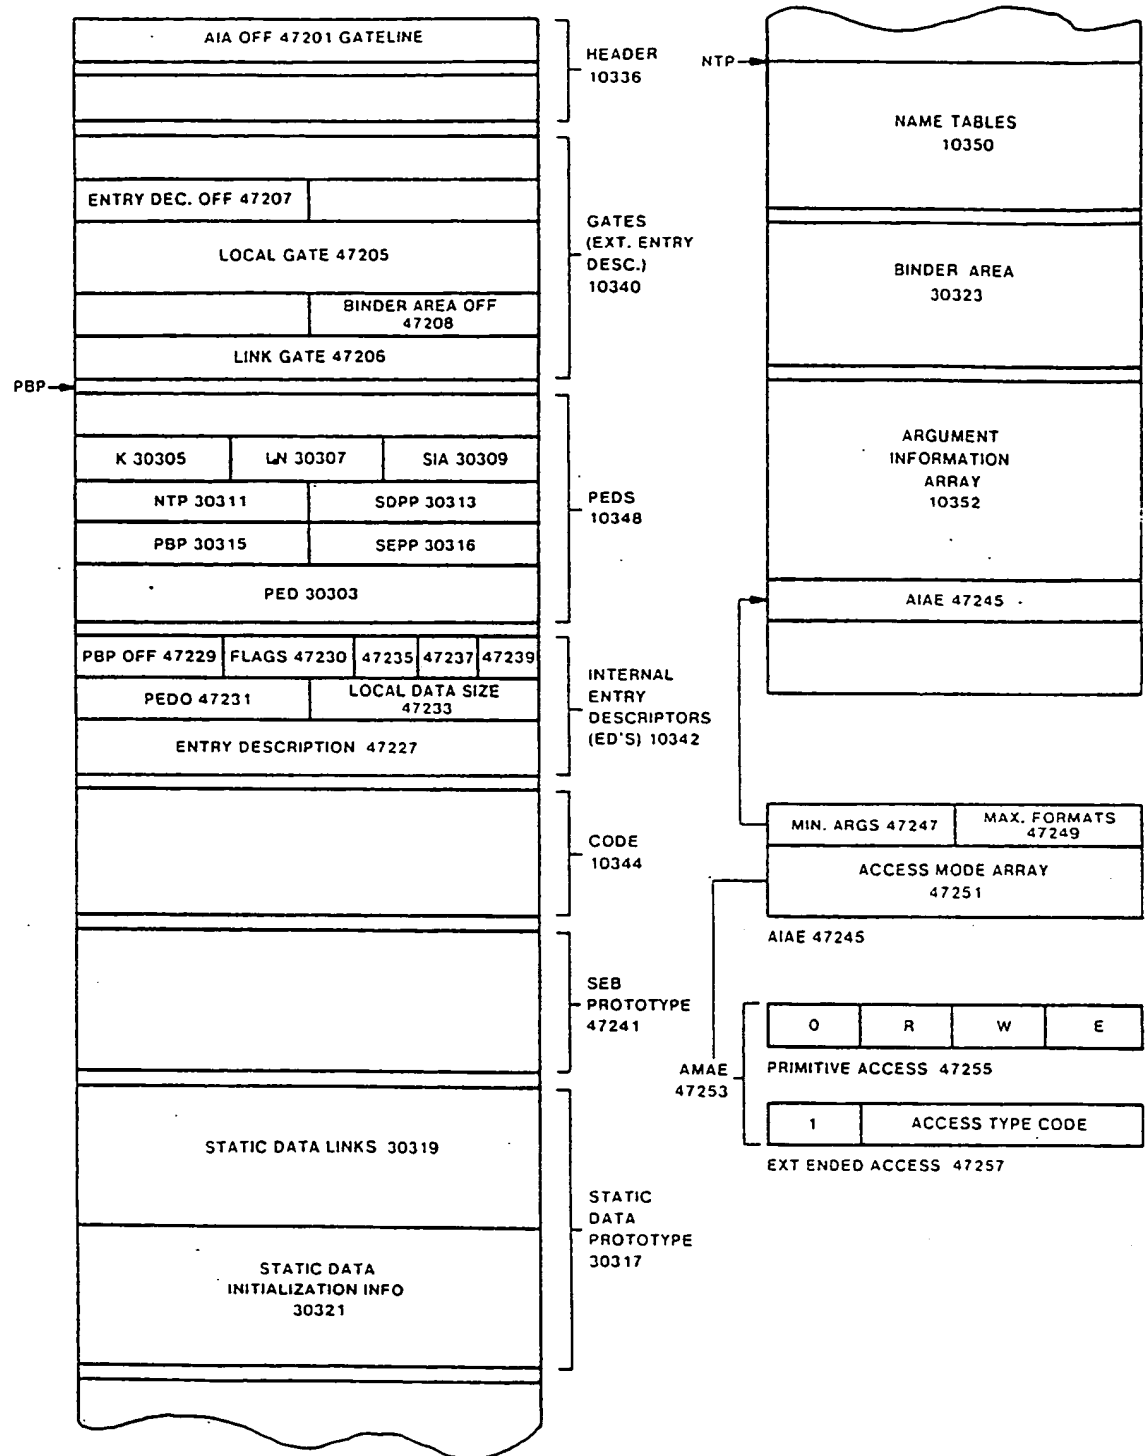 AIA OFF 47201 GATELINE
HEADER
10336
ENTRY DEC. OFF 47207
LOCAL GATE 47205
BINDER AREA OFF
47208
LINK GATE 47206
GATES
(EXT. ENTRY
DESC.)
10340
PBP
K 30305
LN 30307
SIA 30309
NTP 30311
SDPP 30313
PBP 30315
SEPP 30316
PED 30303
PEDS
10348
PBP OFF 47229
FLAGS 47230
47235
47237
47239
PEDO 47231
LOCAL DATA SIZE
47233
ENTRY DESCRIPTION 47227
INTERNAL
ENTRY
DESCRIPTORS
(ED'S) 10342
CODE
10344
SEB
PROTOTYPE
47241
STATIC DATA LINKS 30319
STATIC DATA
INITIALIZATION INFO
30321
STATIC
DATA
PROTOTYPE
30317
NTP
NAME TABLES
10350
BINDER AREA
30323
ARGUMENT
INFORMATION
ARRAY
10352
AIAE 47245
MIN. ARGS 47247
MAX. FORMATS
47249
ACCESS MODE ARRAY
47251
AIAE 47245
AMAE
47253
O R W E
PRIMITIVE ACCESS 47255
1 ACCESS TYPE CODE
EXT ENDED ACCESS 47257